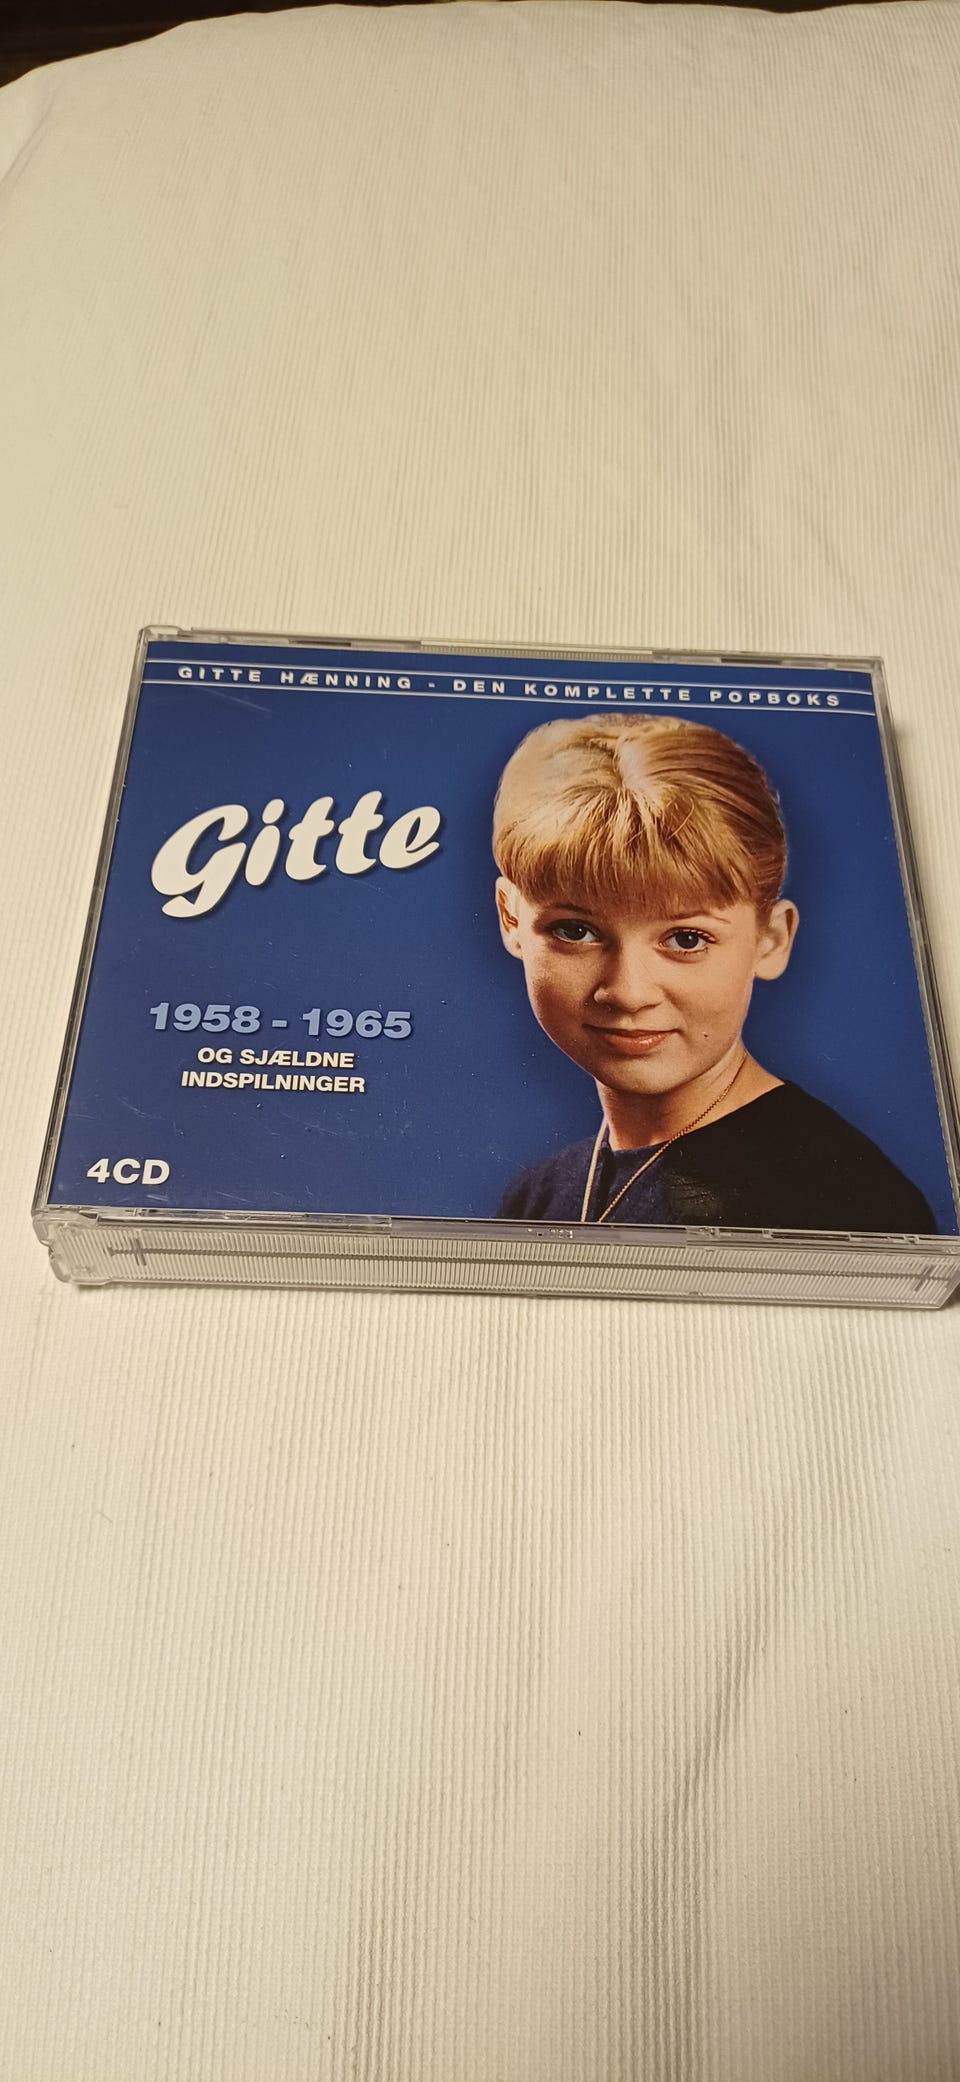 GITTE HÆNNING - DEN KOMPLETTE POPBOKS
Gitte
1958 - 1965
OG SJÆLDNE
INDSPILNINGER
4CD